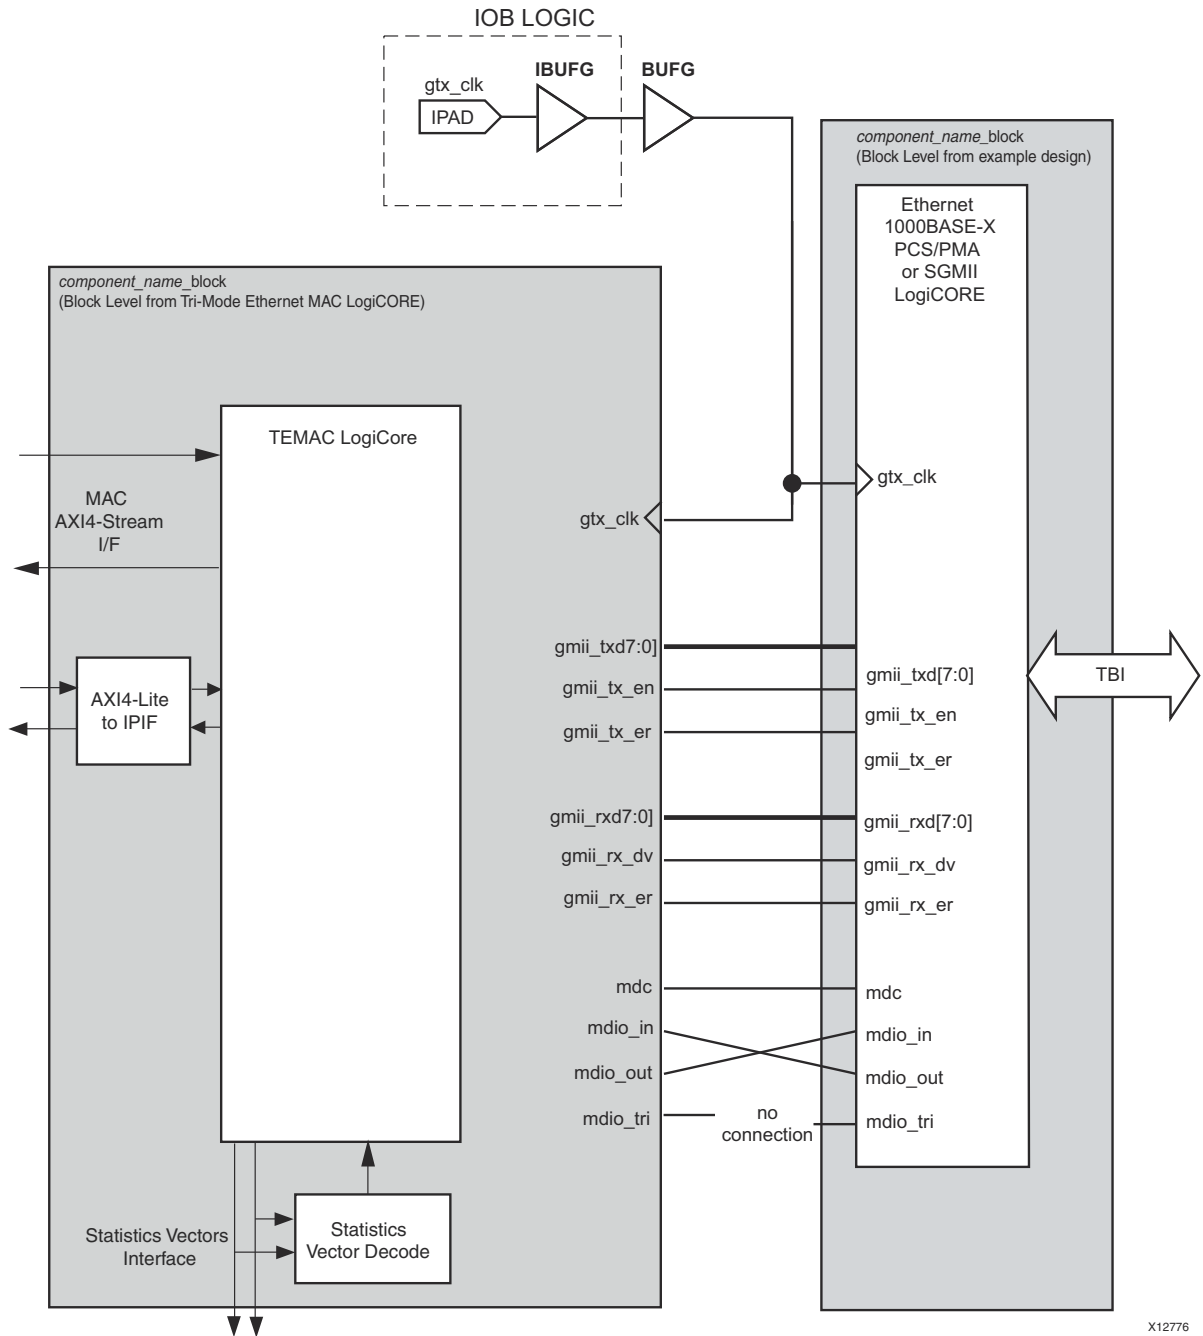 IOB LOGIC
IBUFG
BUFG
gtx_clk
IPAD
component_name_block
(Block Level from example design)
Ethernet
1000BASE-X
PCS/PMA
or SGMII
LogiCORE
component_name_block
(Block Level from Tri-Mode Ethernet MAC LogiCORE)
TEMAC LogiCore
MAC
AXI4-Stream
I/F
gtx_clk
gtx_clk
AXI4-Lite
to IPIF
gmii_txd7:0]
gmii_tx_en
gmii_tx_er
gmii_rxd7:0]
gmii_rx_dv
gmii_rx_er
mdc
mdio_in
mdio_out
mdio_tri
no
connection
gmii_txd[7:0]
gmii_tx_en
gmii_tx_er
gmii_rxd[7:0]
gmii_rx_dv
gmii_rx_er
mdc
mdio_in
mdio_out
mdio_tri
TBI
Statistics Vectors
Interface
Statistics
Vector Decode
X12776